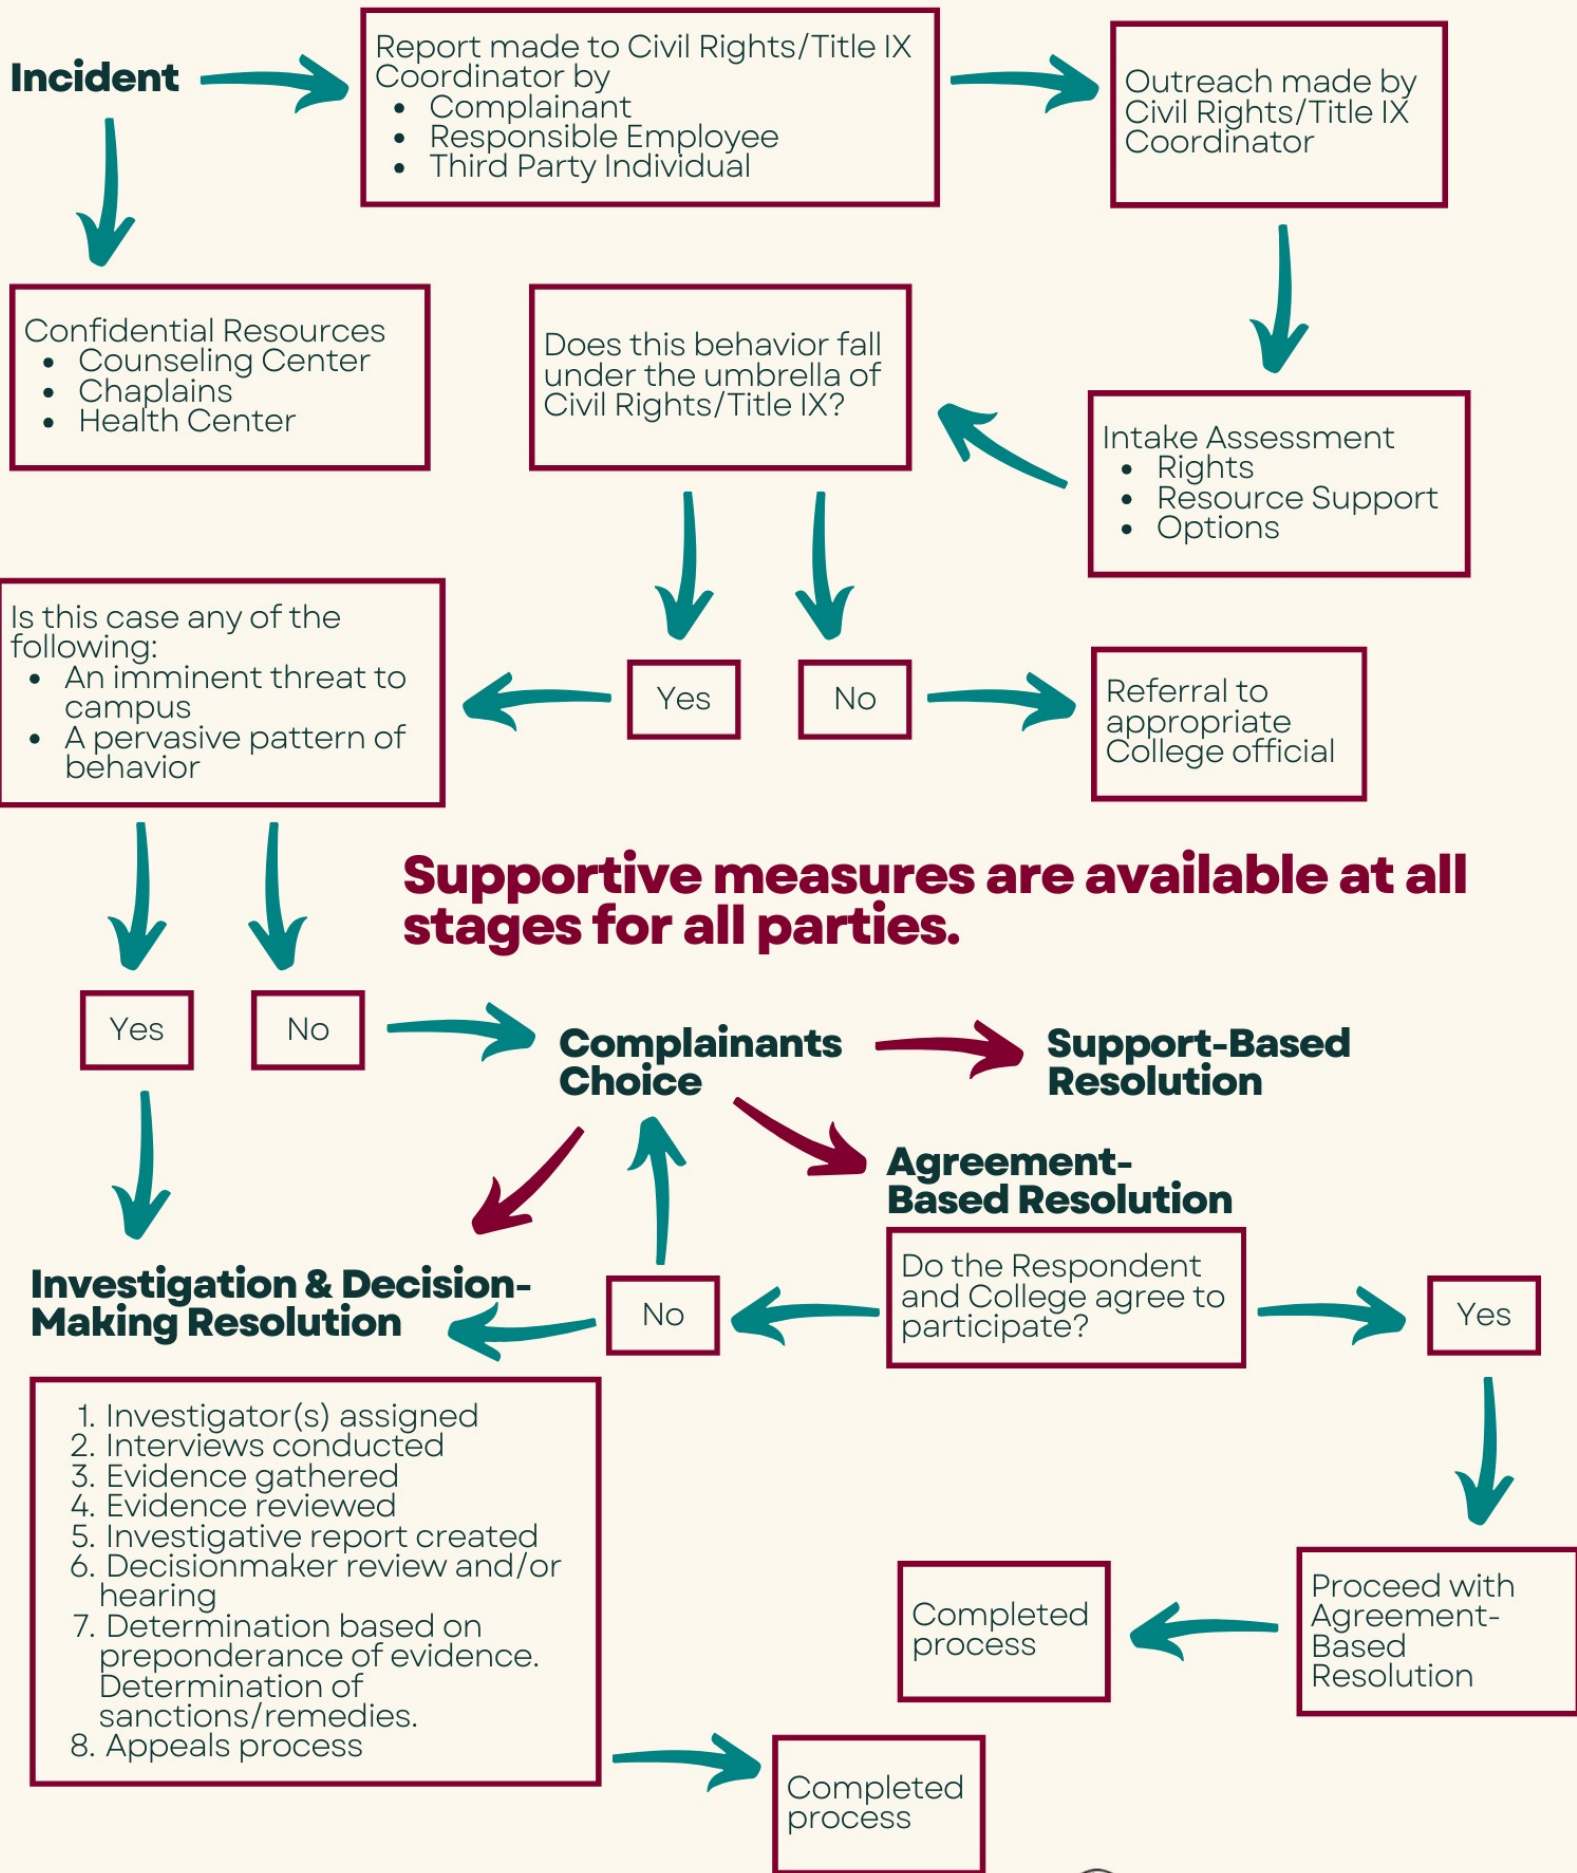 Incident
Report made to Civil Rights/Title IX
Coordinator by
• Complainant
• Responsible Employee
• Third Party Individual
Outreach made by
Civil Rights/Title IX
Coordinator
Confidential Resources
• Counseling Center
• Chaplains
• Health Center
Does this behavior fall
under the umbrella of
Civil Rights/Title IX?
Intake Assessment
• Rights
• Resource Support
• Options
Is this case any of the
following:
• An imminent threat to
campus
• A pervasive pattern of
behavior
Yes
No
Referral to
appropriate
College official
Supportive measures are available at all
stages for all parties.
Yes
No
Complainants
Choice
Support-Based
Resolution
Agreement-
Based Resolution
Investigation & Decision-
Making Resolution
No
Do the Respondent
and College agree to
participate?
Yes
1. Investigator(s) assigned
2. Interviews conducted
3. Evidence gathered
4. Evidence reviewed
5. Investigative report created
6. Decisionmaker review and/or
hearing
7. Determination based on
preponderance of evidence.
Determination of
sanctions/remedies.
8. Appeals process
Completed
process
Proceed with
Agreement-
Based
Resolution
Completed
process